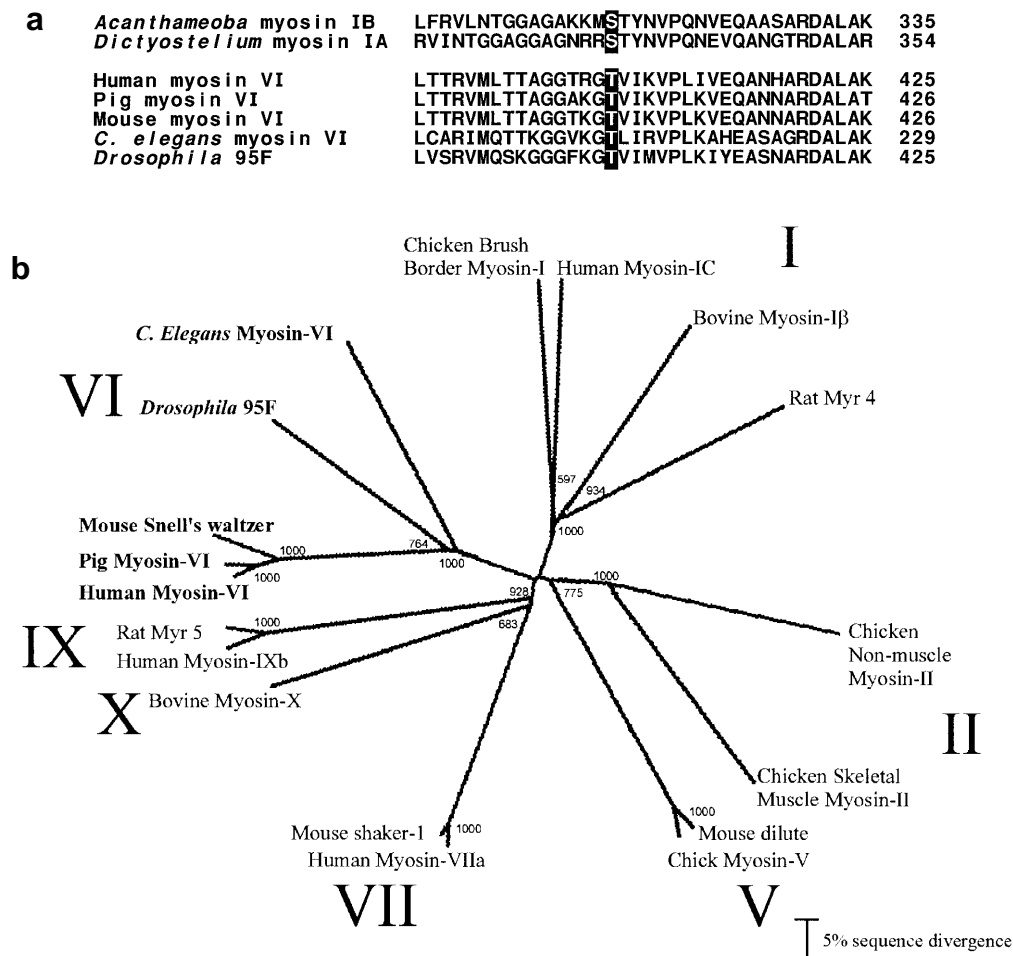 a
Acanthameoba myosin IB LFRVLNTGGAGAKKMSTYNVPQNVEQAASARDALAK 335
Dictyostelium myosin IA RVINTGGAGGAGNRRSTYNVPQNEVQANGTRDALAR 354
Human myosin VI LTTRVMLTTAGGTRGTVIKVPLIVEQANHARDALAK 425
Pig myosin VI LTTRVMLTTAGGAKGTVIKVPLKVEQANNARDALAT 426
Mouse myosin VI LTTRVMLTTAGGTKGTVIKVPLKVEQANNARDALAK 426
C. elegans myosin VI LCARIMQTTKGGVKGTLIRVPLKAHEASAGRDALAK 229
Drosophila 95F LVSRVMQSKGGGFKGTVIMVPLKIYEASNARDALAK 425
b
I
Chicken Brush
Border Myosin-I
Human Myosin-IC
Bovine Myosin-Iβ
C. Elegans Myosin-VI
VI
Drosophila 95F
Rat Myr 4
597
934
1000
Mouse Snell's waltzer
Pig Myosin-VI
Human Myosin-VI
1000
1000
764
1000
928
683
775
1000
IX
Rat Myr 5
Human Myosin-IXb
1000
X
Bovine Myosin-X
Chicken
Non-muscle
Myosin-II
II
Chicken Skeletal
Muscle Myosin-II
Mouse shaker-1
1000
Human Myosin-VIIa
VII
1000
Mouse dilute
Chick Myosin-V
V
5% sequence divergence